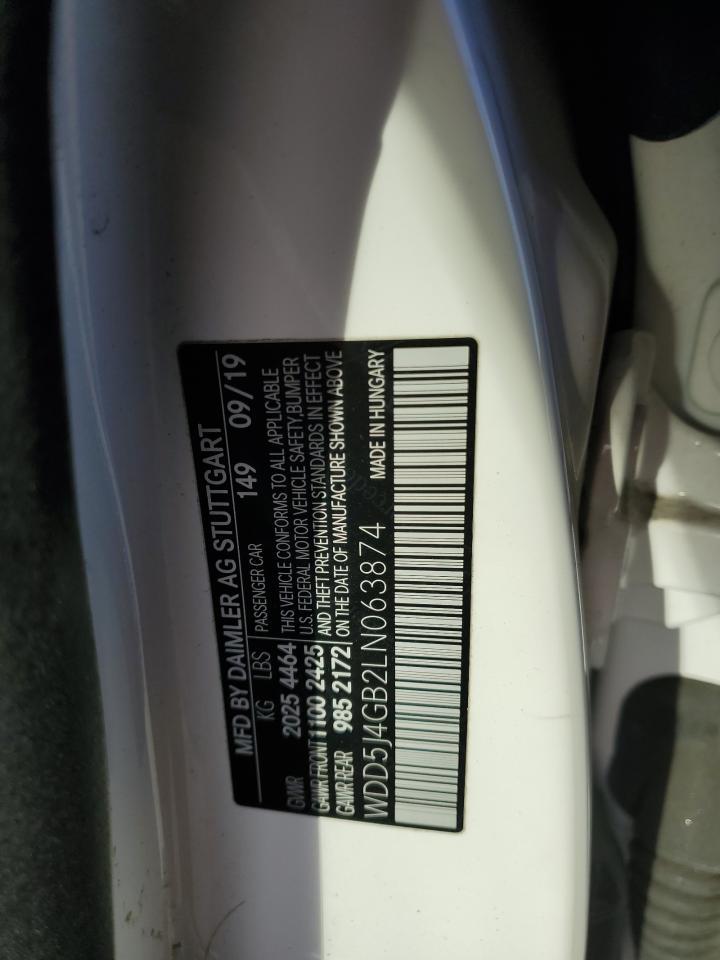 MFD BY DAIMLER AG STUTTGART
KG LBS PASSENGER CAR 149 09/19
GVWR 2025 4464 THIS VEHICLE CONFORMS TO ALL APPLICABLE
U.S. FEDERAL MOTOR VEHICLE SAFETY, BUMPER
GAWR FRONT 1100 2425 AND THEFT PREVENTION STANDARDS IN EFFECT
GAWR REAR 985 2172 ON THE DATE OF MANUFACTURE SHOWN ABOVE
WDD5J4GB2LN063874 MADE IN HUNGARY